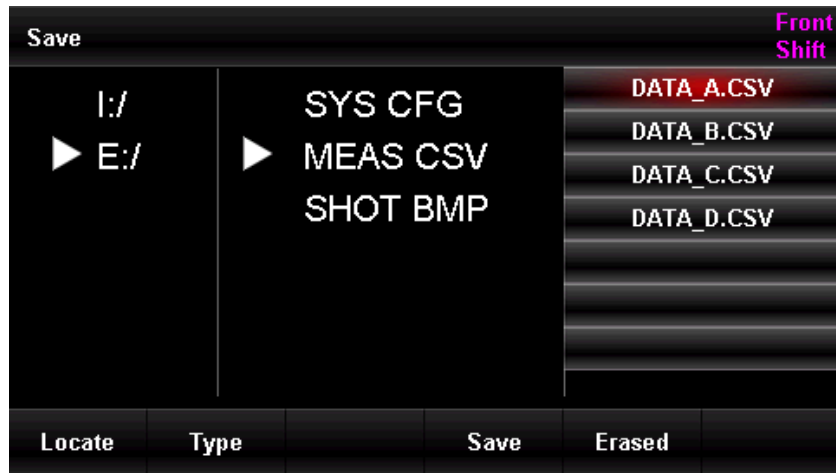 Save
Front
Shift
I:/
E:/
SYS CFG
MEAS CSV
SHOT BMP
DATA_A.CSV
DATA_B.CSV
DATA_C.CSV
DATA_D.CSV
Locate Type Save Erased